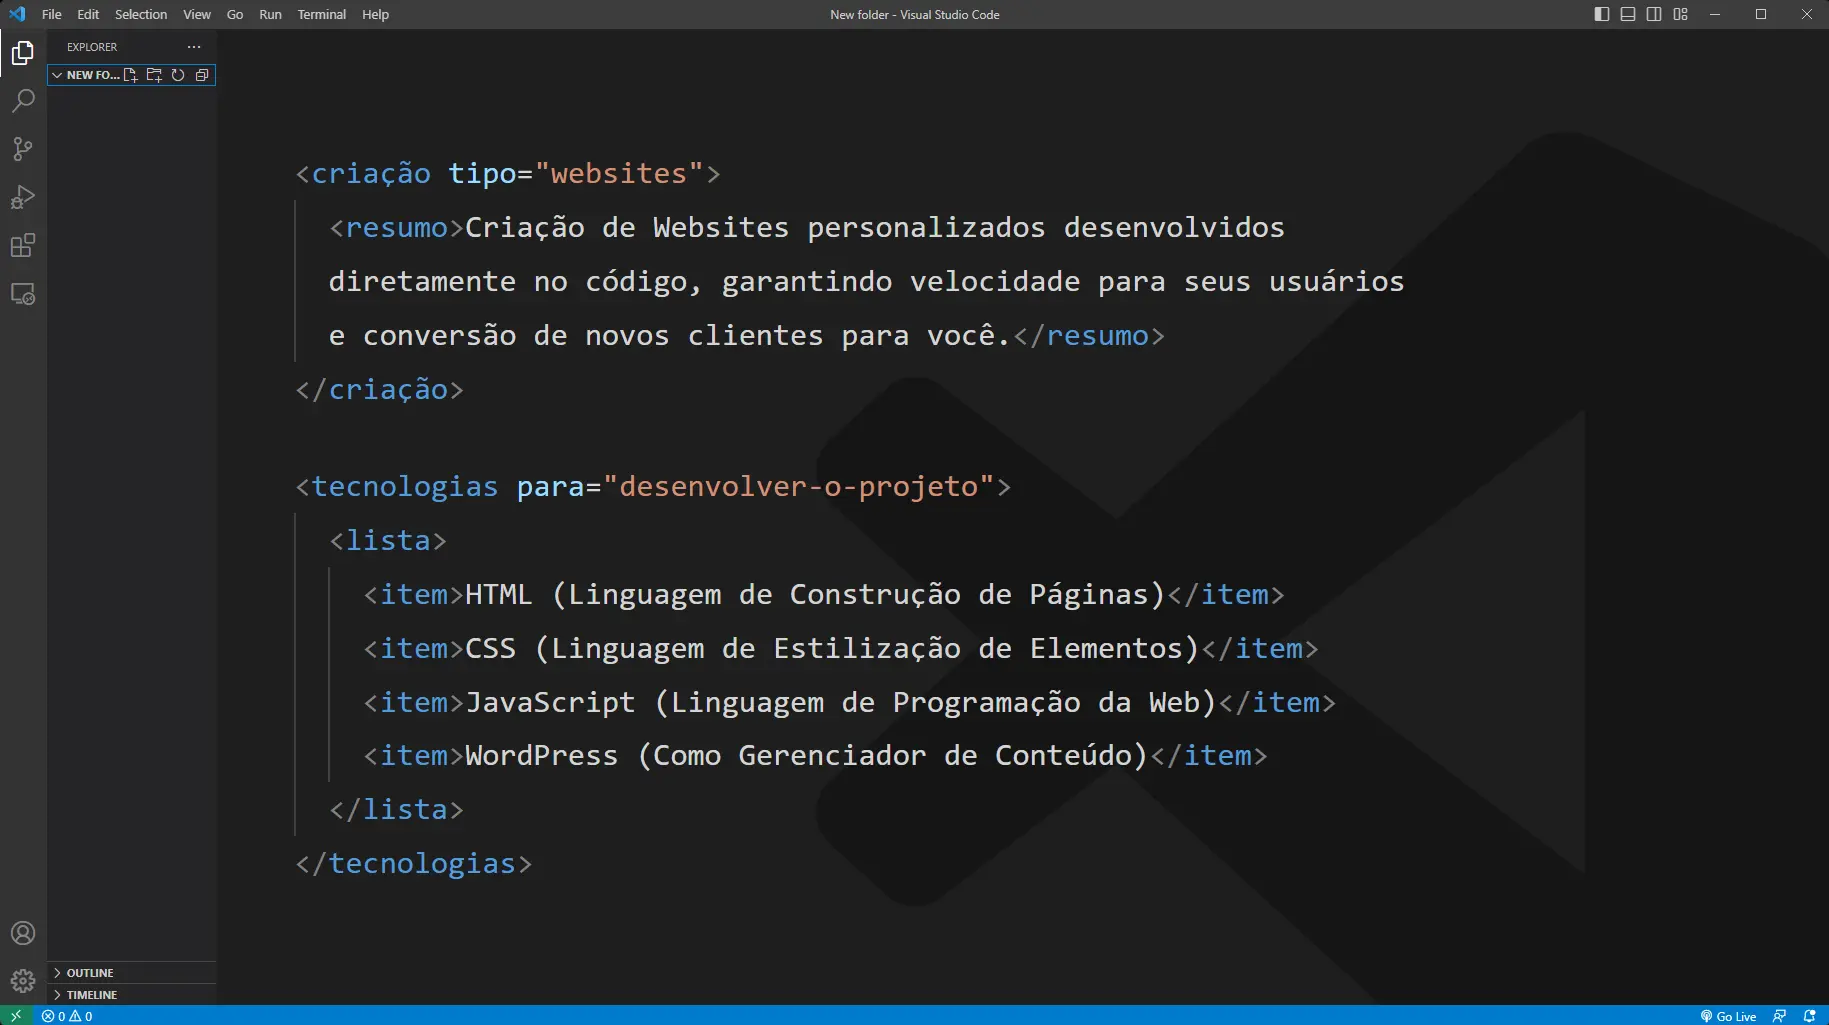 File Edit Selection View Go Run Terminal Help
New folder - Visual Studio Code
EXPLORER
NEW FO...
<criação tipo="websites">
<resumo>Criação de Websites personalizados desenvolvidos
diretamente no código, garantindo velocidade para seus usuários
e conversão de novos clientes para você.</resumo>
</criação>
<tecnologias para="desenvolver-o-projeto">
<lista>
<item>HTML (Linguagem de Construção de Páginas)</item>
<item>CSS (Linguagem de Estilização de Elementos)</item>
<item>JavaScript (Linguagem de Programação da Web)</item>
<item>WordPress (Como Gerenciador de Conteúdo)</item>
</lista>
</tecnologias>
OUTLINE
TIMELINE
0 0
Go Live